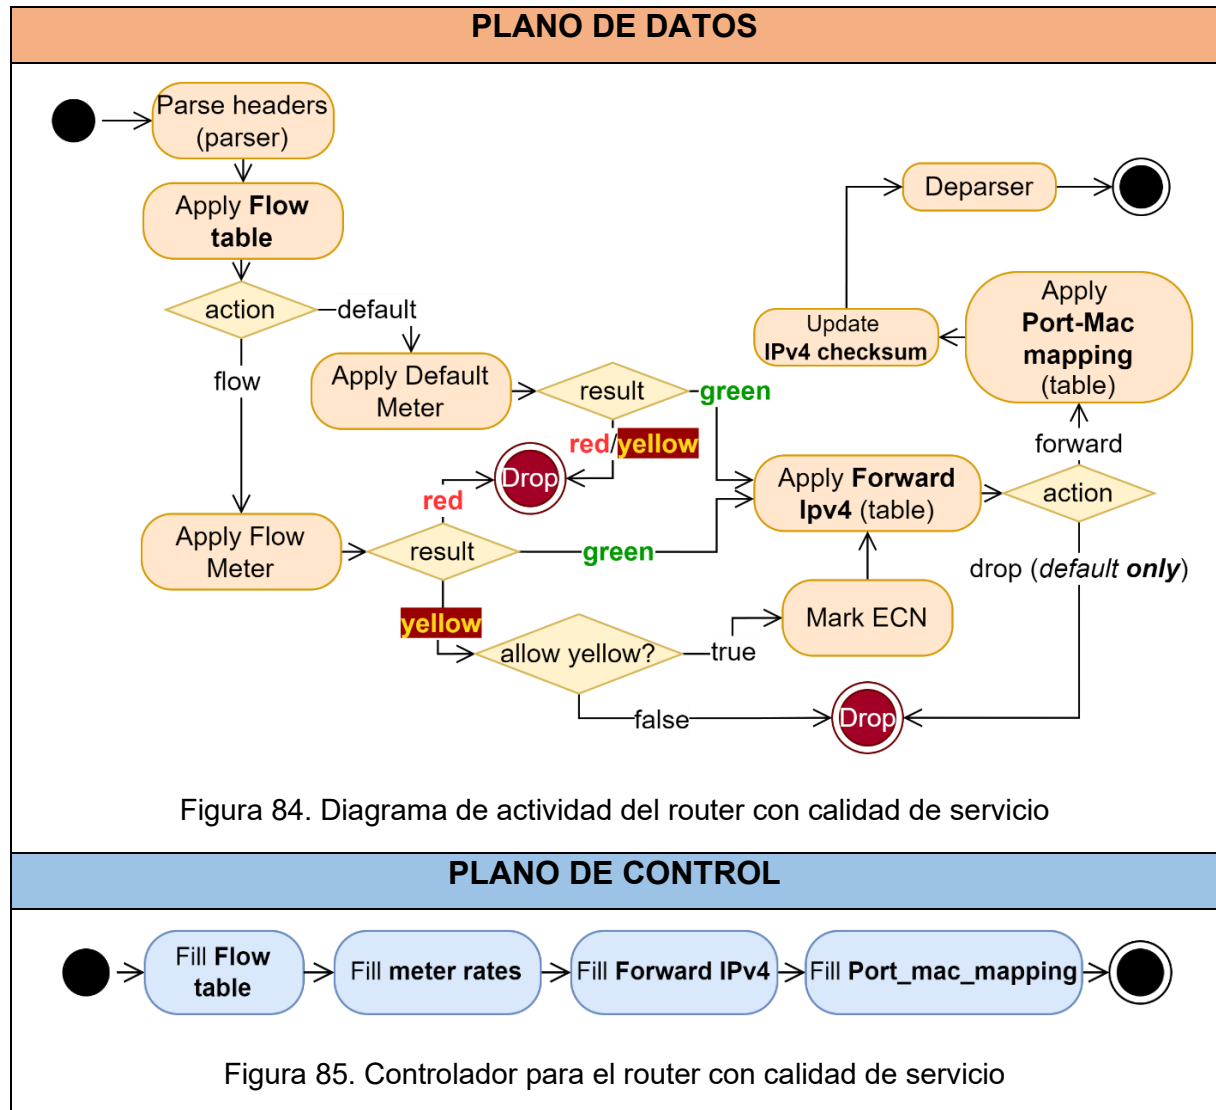 PLANO DE DATOS
Parse headers
(parser)
Apply Flow
table
action
default
flow
Apply Default
Meter
result
green
red/yellow
Drop
red
Apply Flow
Meter
result
green
yellow
allow yellow?
true
false
Mark ECN
Drop
Apply Forward
Ipv4 (table)
action
drop (default only)
forward
Apply
Port-Mac
mapping
(table)
Update
IPv4 checksum
Deparser
Figura 84. Diagrama de actividad del router con calidad de servicio
PLANO DE CONTROL
Fill Flow
table
Fill meter rates
Fill Forward IPv4
Fill Port_mac_mapping
Figura 85. Controlador para el router con calidad de servicio